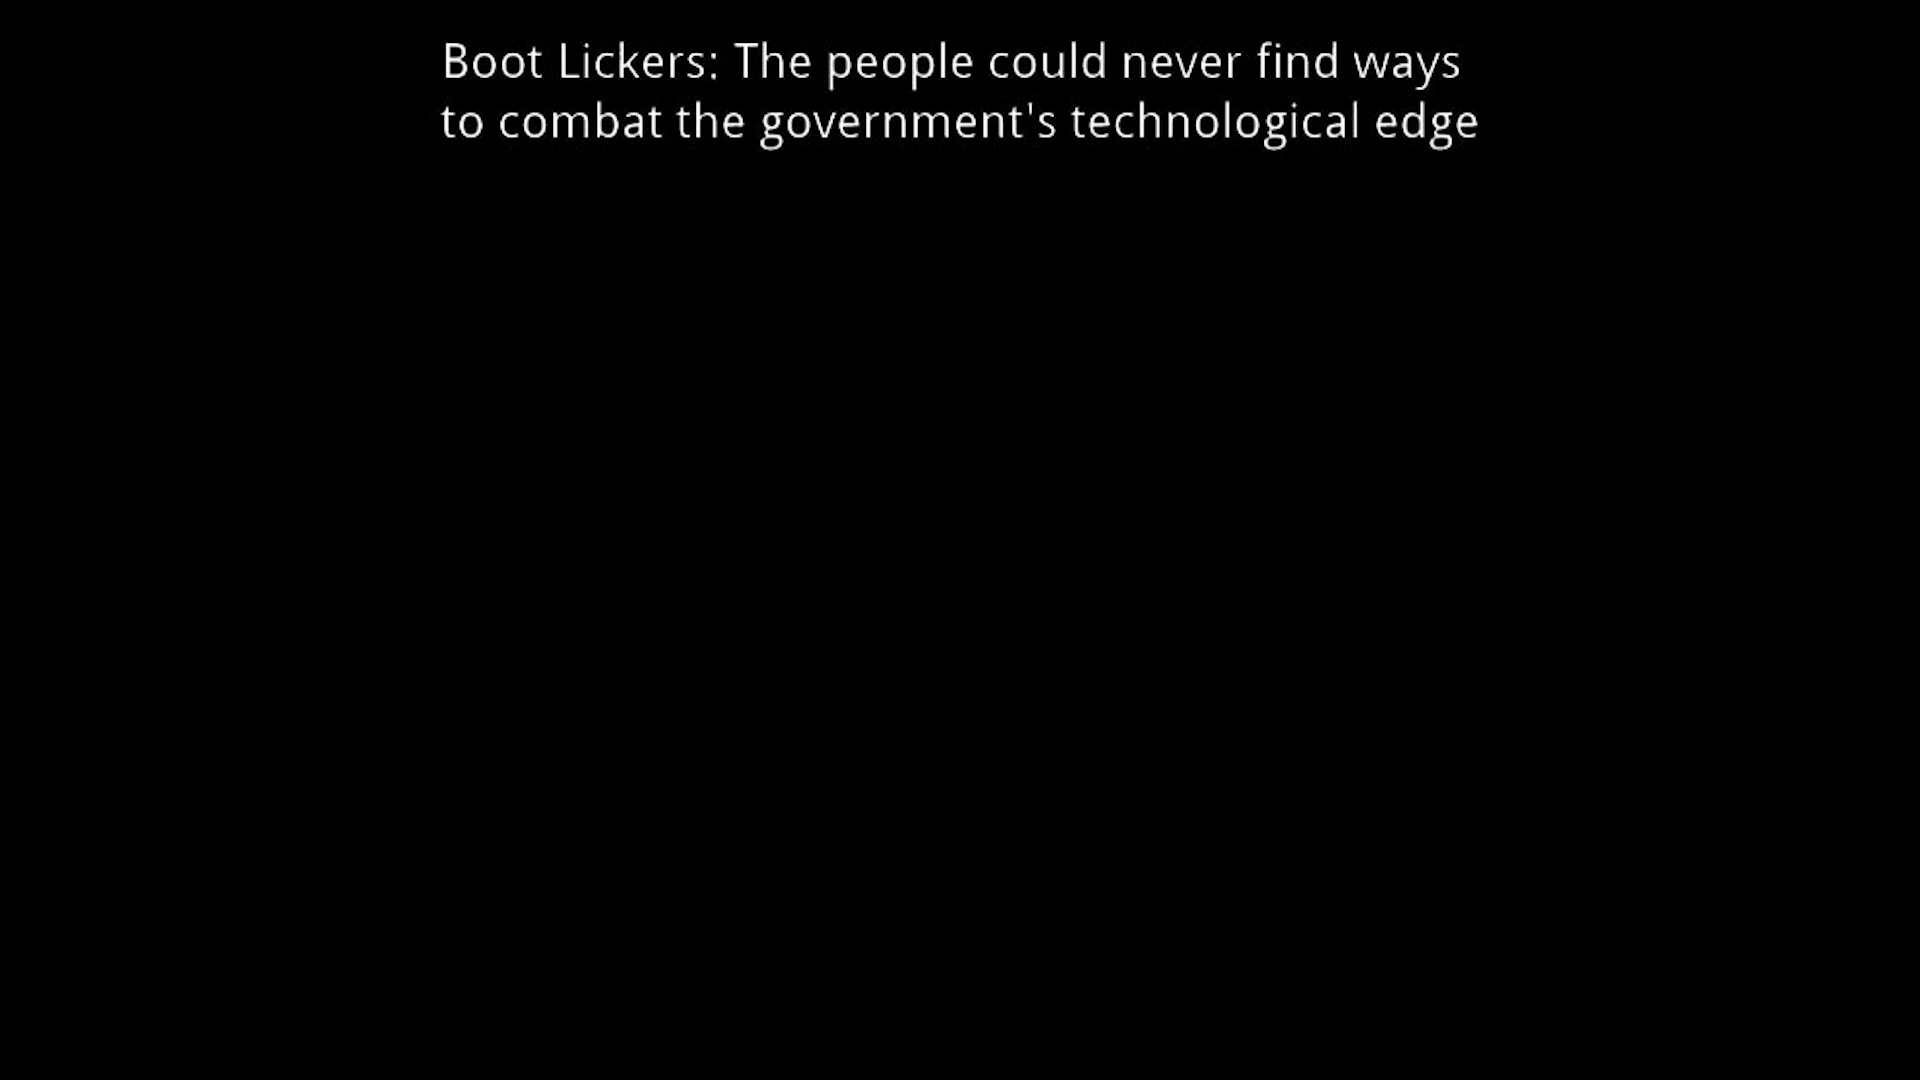 Boot Lickers: The people could never find ways
to combat the government's technological edge